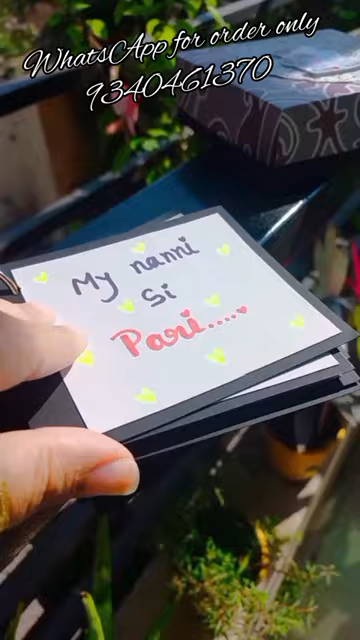 WhatsApp for order only
9340461370
My nanni
Si
Pari.....